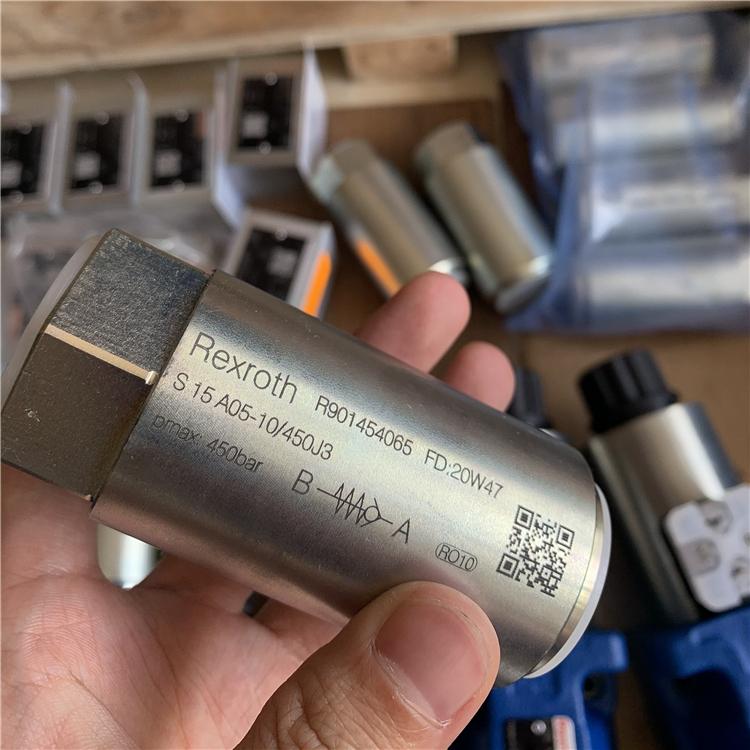 Rexroth R901454065 FD:20W47
S 15 A05-10/450J3
pmax: 450bar
B A
RO10